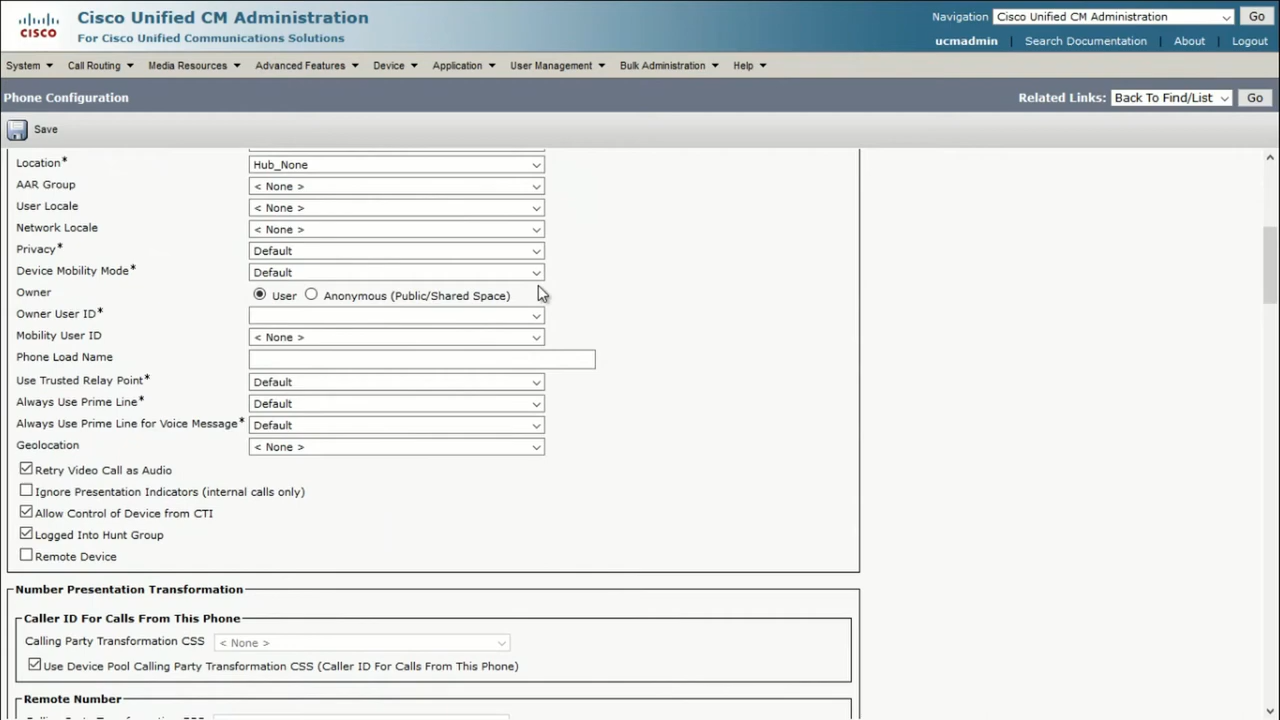 Cisco Unified CM Administration
For Cisco Unified Communications Solutions
CISCO
Navigation Cisco Unified CM Administration Go
ucmadmin | Search Documentation | About | Logout
System Call Routing Media Resources Advanced Features Device Application User Management Bulk Administration Help
Phone Configuration
Related Links: Back To Find/List Go
Save
Location* Hub_None
AAR Group < None >
User Locale < None >
Network Locale < None >
Privacy* Default
Device Mobility Mode* Default
Owner User Anonymous (Public/Shared Space)
Owner User ID*
Mobility User ID < None >
Phone Load Name
Use Trusted Relay Point* Default
Always Use Prime Line* Default
Always Use Prime Line for Voice Message* Default
Geolocation < None >
Retry Video Call as Audio
Ignore Presentation Indicators (internal calls only)
Allow Control of Device from CTI
Logged Into Hunt Group
Remote Device
Number Presentation Transformation
Caller ID For Calls From This Phone
Calling Party Transformation CSS < None >
Use Device Pool Calling Party Transformation CSS (Caller ID For Calls From This Phone)
Remote Number